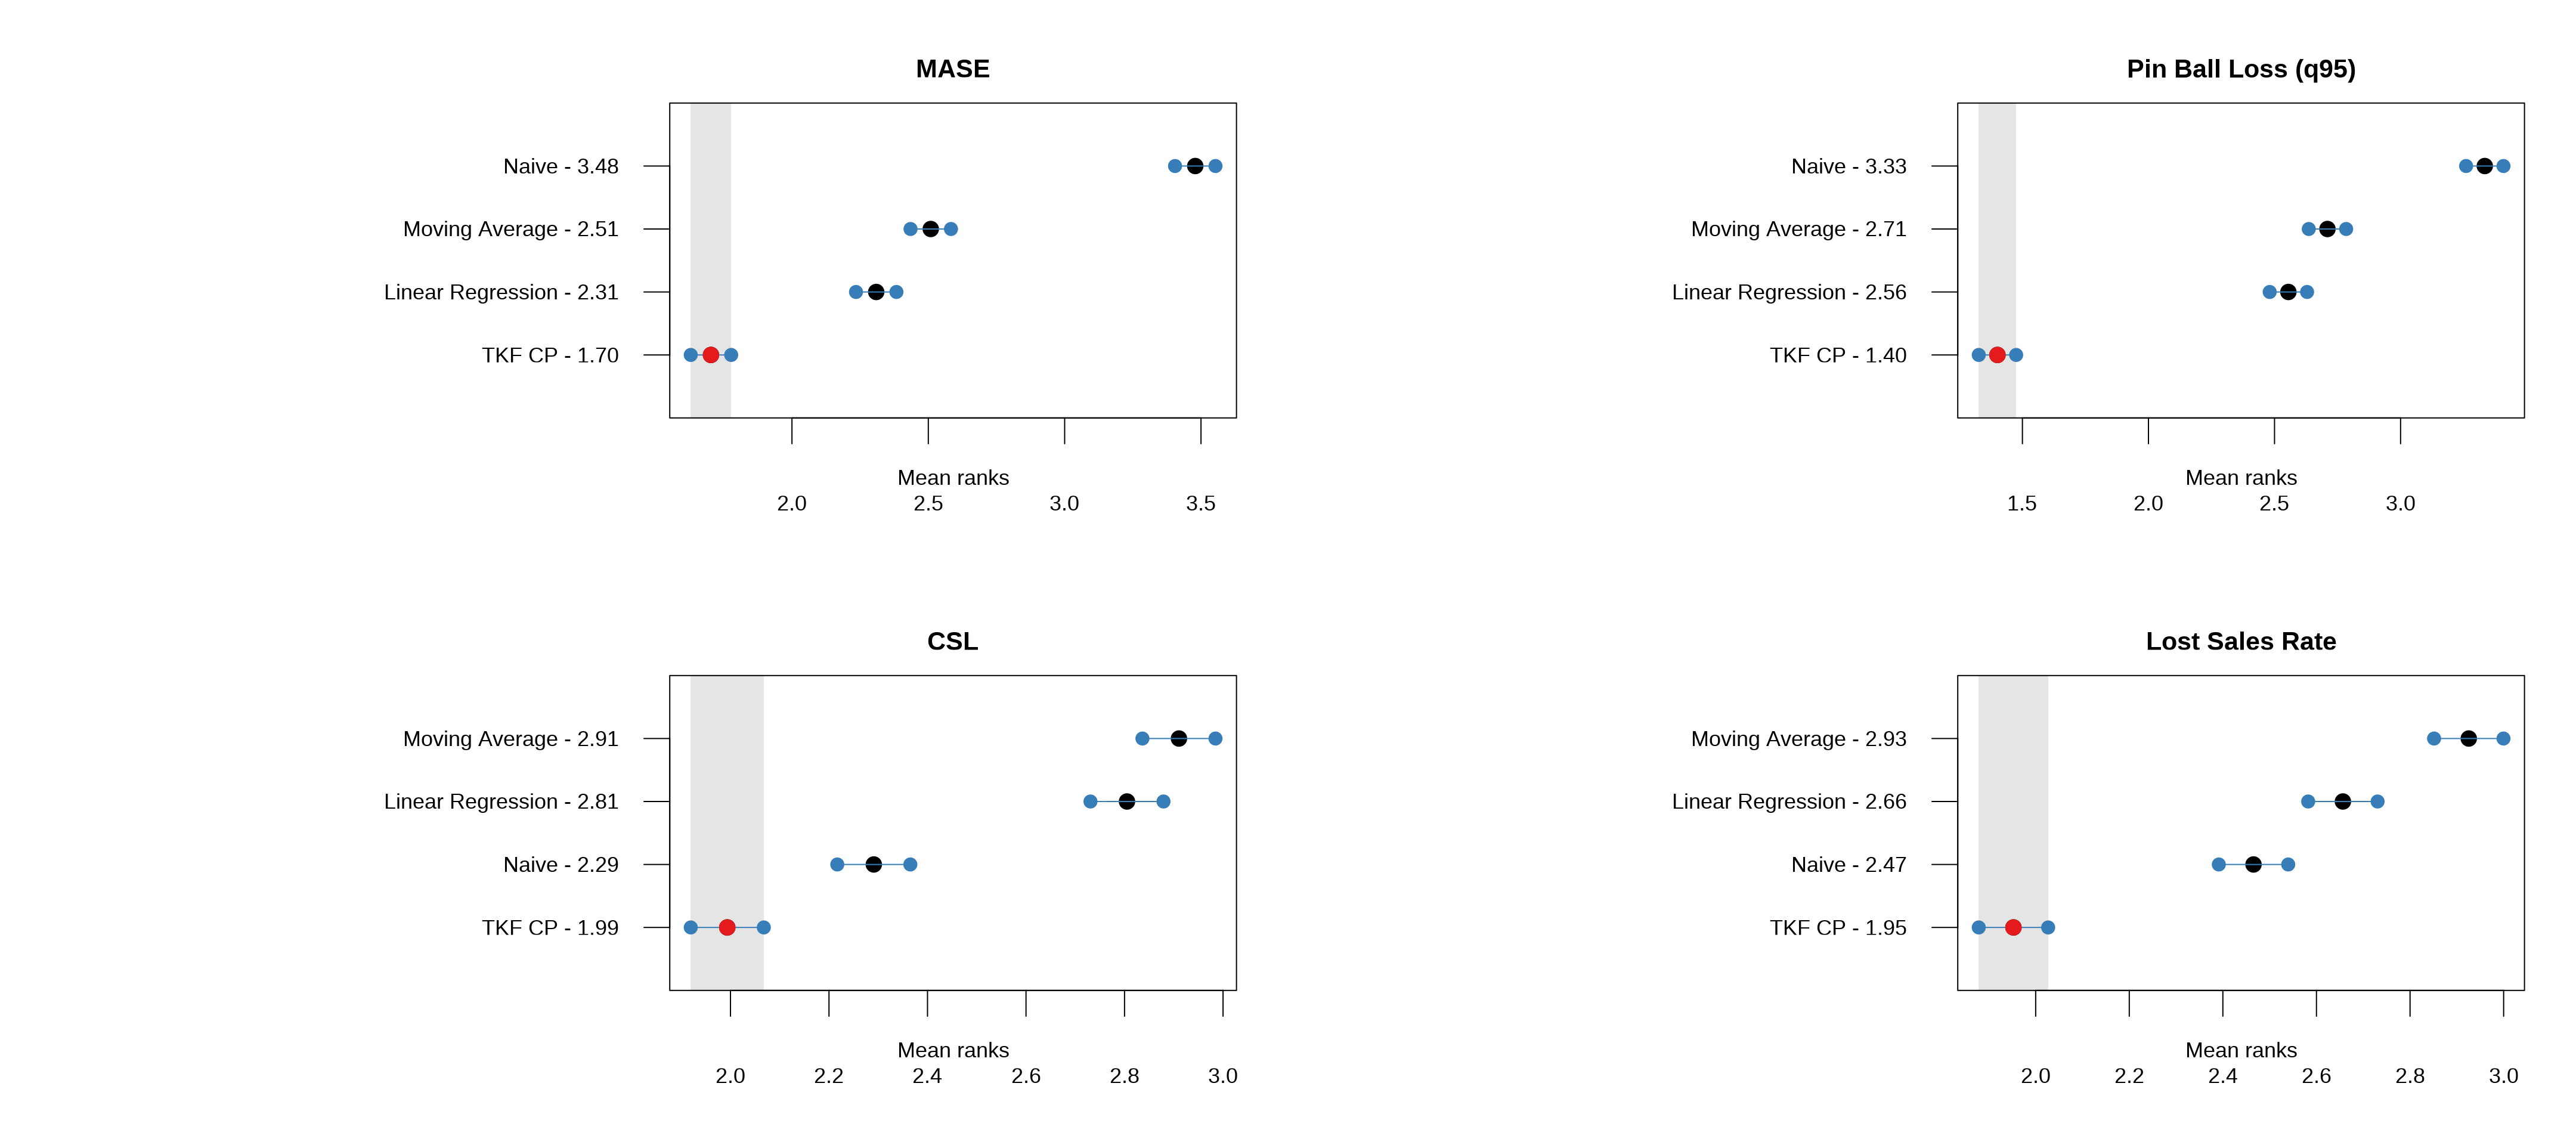 MASE
Naive - 3.48
Moving Average - 2.51
Linear Regression - 2.31
TKF CP - 1.70
Mean ranks
2.0 2.5 3.0 3.5
Pin Ball Loss (q95)
Naive - 3.33
Moving Average - 2.71
Linear Regression - 2.56
TKF CP - 1.40
Mean ranks
1.5 2.0 2.5 3.0
CSL
Moving Average - 2.91
Linear Regression - 2.81
Naive - 2.29
TKF CP - 1.99
Mean ranks
2.0 2.2 2.4 2.6 2.8 3.0
Lost Sales Rate
Moving Average - 2.93
Linear Regression - 2.66
Naive - 2.47
TKF CP - 1.95
Mean ranks
2.0 2.2 2.4 2.6 2.8 3.0